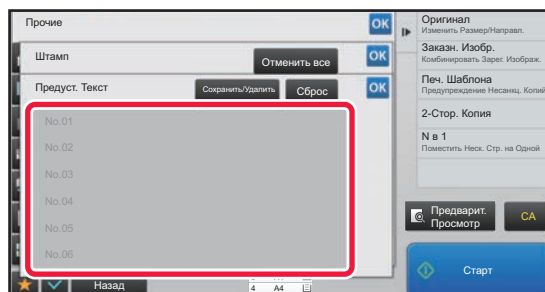 Прочие
OK
Штамп
Отменить все
OK
Предуст. Текст
Сохранить/Удалить
Сброс
OK
No.01
No.02
No.03
No.04
No.05
No.06
Назад
4 A4
Оригинал
Изменить Размер/Направл.
Заказн. Изобр.
Комбинировать Зарег. Изображ.
Печ. Шаблона
Предупреждение Несанкц. Копий
2-Стор. Копия
N в 1
Поместить Неск. Стр. на Одной
Предварит.
Просмотр
CA
Старт